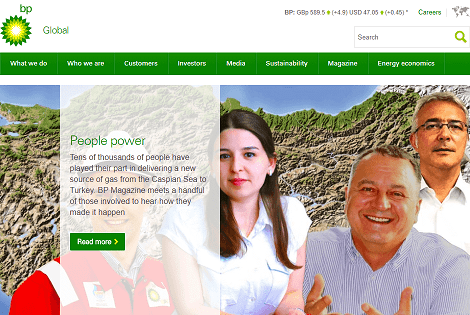 bp
Global
BP: GBp 589.5 (+4.9) USD 47.05 (+0.45) *
Careers
Search
What we do
Who we are
Customers
Investors
Media
Sustainability
Magazine
Energy economics
People power
Tens of thousands of people have
played their part in delivering a new
source of gas from the Caspian Sea to
Turkey. BP Magazine meets a handful
of those involved to hear how they
made it happen
Read more